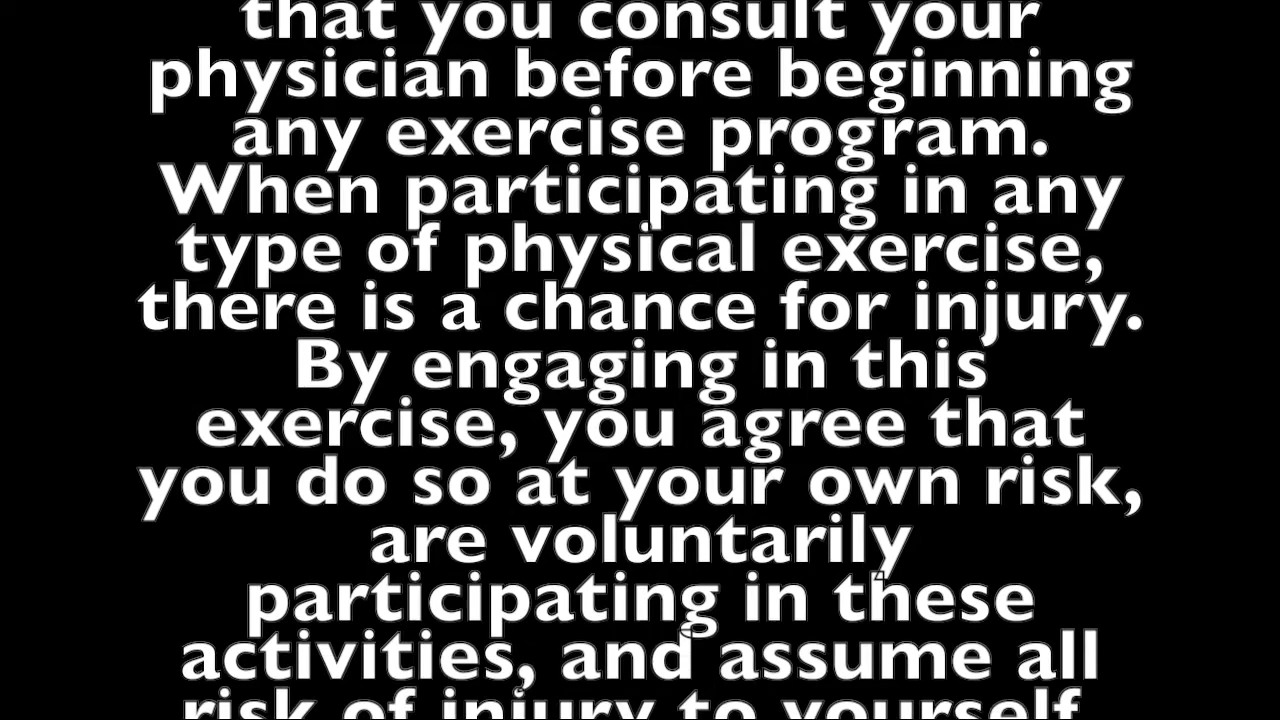 that you consult your
physician before beginning
any exercise program.
When participating in any
type of physical exercise,
there is a chance for injury.
By engaging in this
exercise, you agree that
you do so at your own risk,
are voluntarily
participating in these
activities, and assume all
risk of injury to yourself